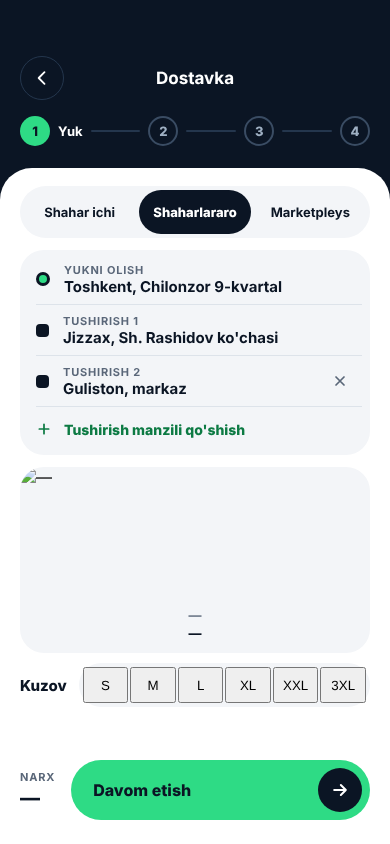 Dostavka
1 Yuk 2 3 4
Shahar ichi Shaharlararo Marketpleys
YUKNI OLISH
Toshkent, Chilonzor 9-kvartal
TUSHIRISH 1
Jizzax, Sh. Rashidov ko'chasi
TUSHIRISH 2
Guliston, markaz
+ Tushirish manzili qo'shish
—
—
—
Kuzov S M L XL XXL 3XL
NARX
—
Davom etish